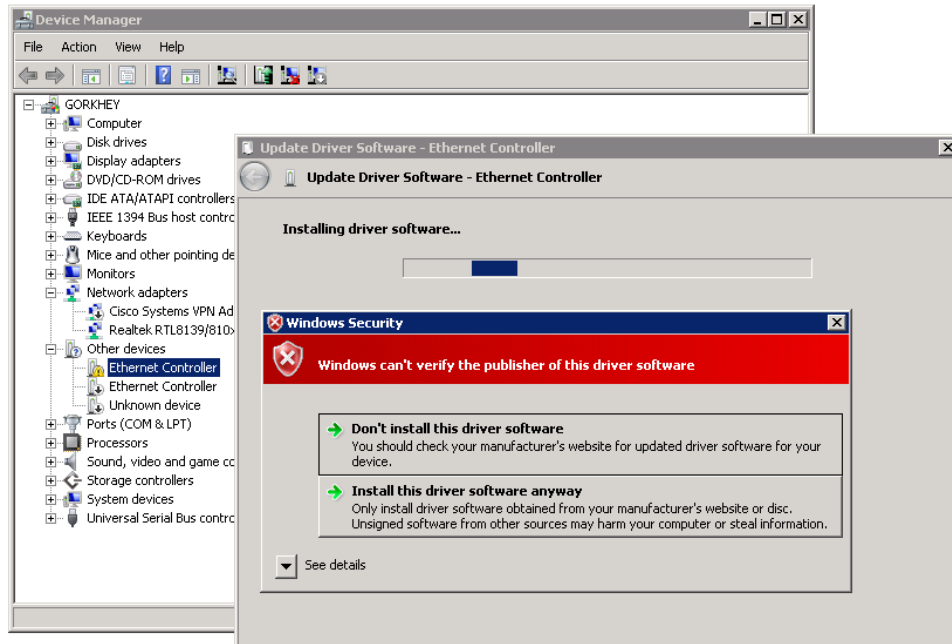 Device Manager
File Action View Help
GORKHEY
Computer
Disk drives
Display adapters
DVD/CD-ROM drives
IDE ATA/ATAPI controllers
IEEE 1394 Bus host contro
Keyboards
Mice and other pointing de
Monitors
Network adapters
Cisco Systems VPN Ad
Realtek RTL8139/810x
Other devices
Ethernet Controller
Ethernet Controller
Unknown device
Ports (COM & LPT)
Processors
Sound, video and game co
Storage controllers
System devices
Universal Serial Bus contro
Update Driver Software - Ethernet Controller
Update Driver Software - Ethernet Controller
Installing driver software...
Windows Security
Windows can't verify the publisher of this driver software
Don't install this driver software
You should check your manufacturer's website for updated driver software for your
device.
Install this driver software anyway
Only install driver software obtained from your manufacturer's website or disc.
Unsigned software from other sources may harm your computer or steal information.
See details